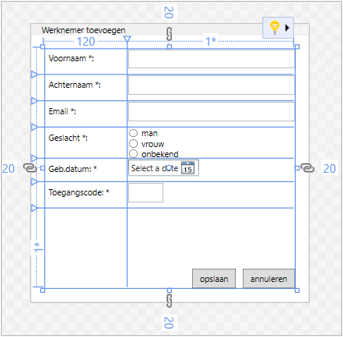 20
Werknemer toevoegen
120 1*
Voornaam *:
Achternaam *:
Email *:
Geslacht *:
man
vrouw
onbekend
20 20
Geb.datum: *
Select a date 15
Toegangscode: *
1*
opslaan annuleren
20